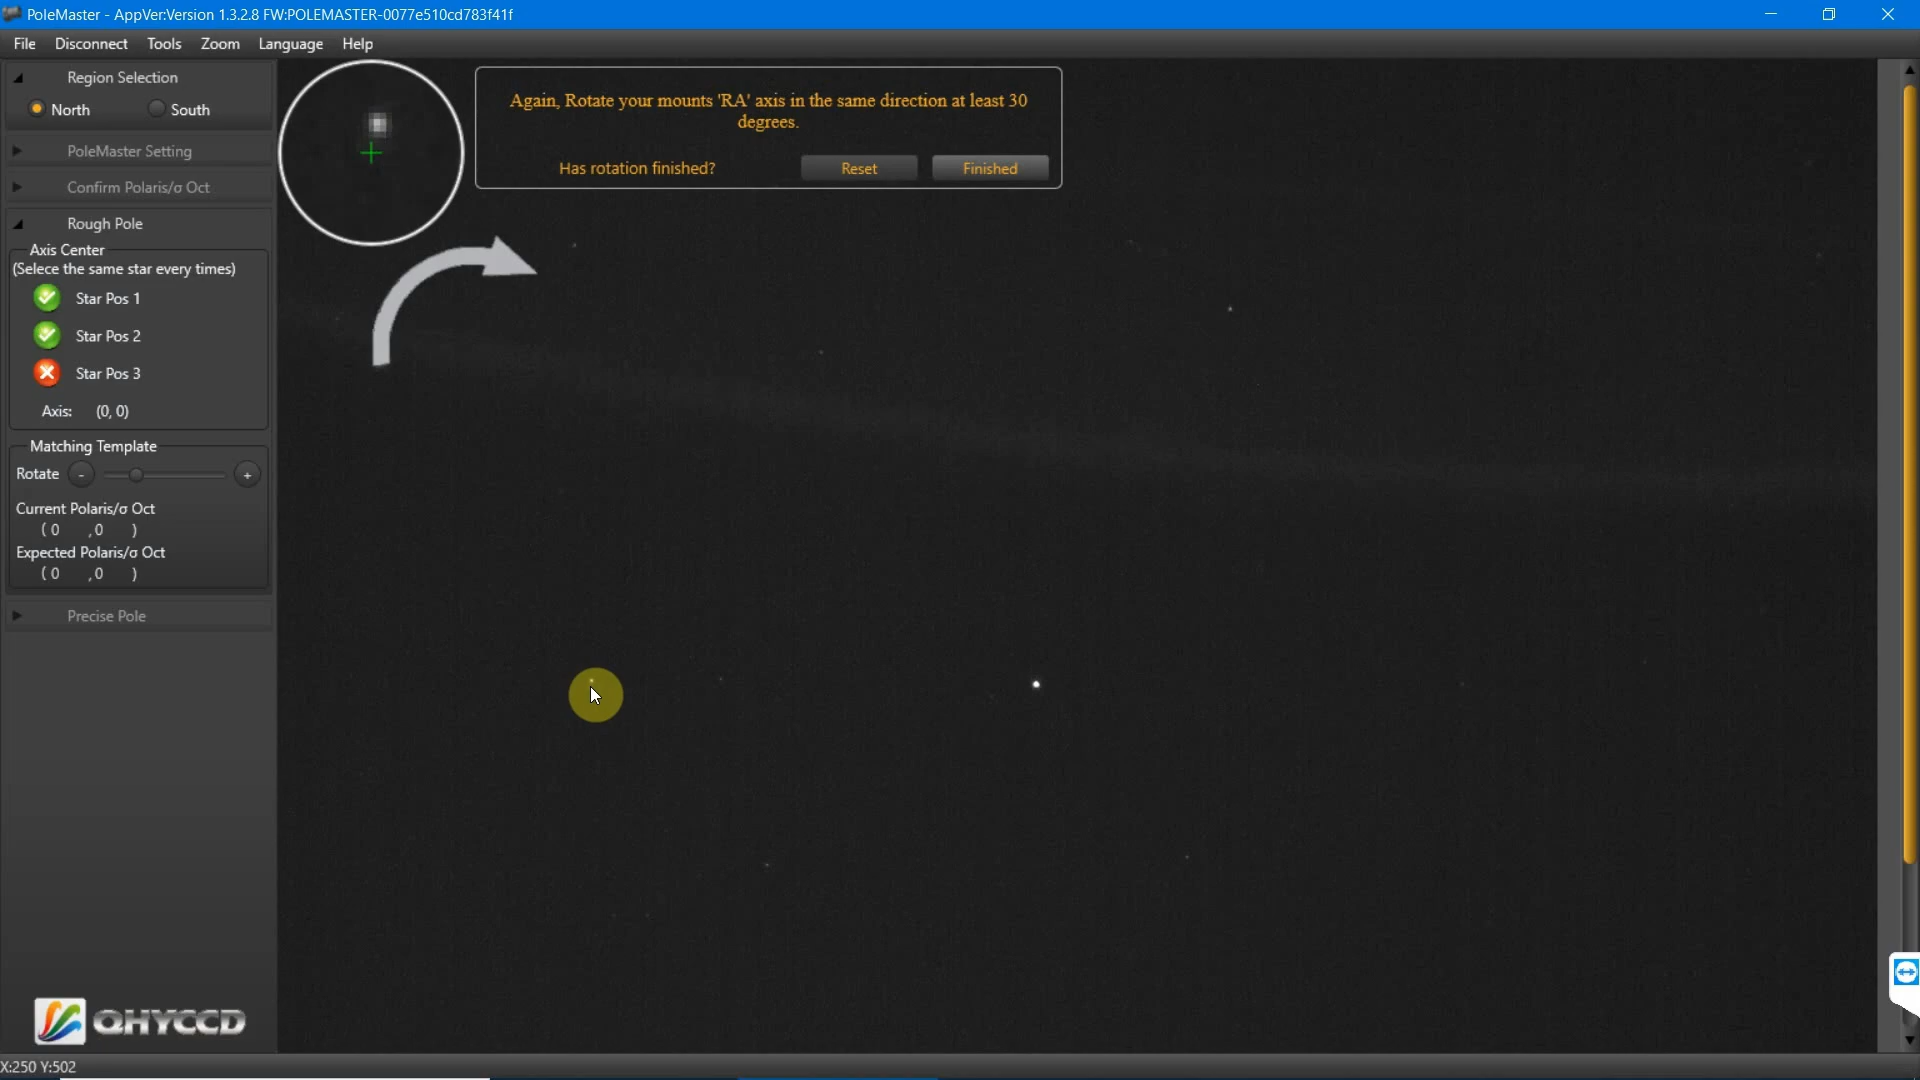 PoleMaster - AppVer:Version 1.3.2.8 FW:POLEMASTER-0077e510cd783f41f
File Disconnect Tools Zoom Language Help
Region Selection
North South
PoleMaster Setting
Confirm Polaris/σ Oct
Rough Pole
Axis Center
(Selece the same star every times)
Star Pos 1
Star Pos 2
Star Pos 3
Axis: (0, 0)
Matching Template
Rotate - +
Current Polaris/σ Oct
( 0 ,0 )
Expected Polaris/σ Oct
( 0 ,0 )
Precise Pole
QHYCCD
X:250 Y:502
Again, Rotate your mounts 'RA' axis in the same direction at least 30
degrees.
Has rotation finished? Reset Finished